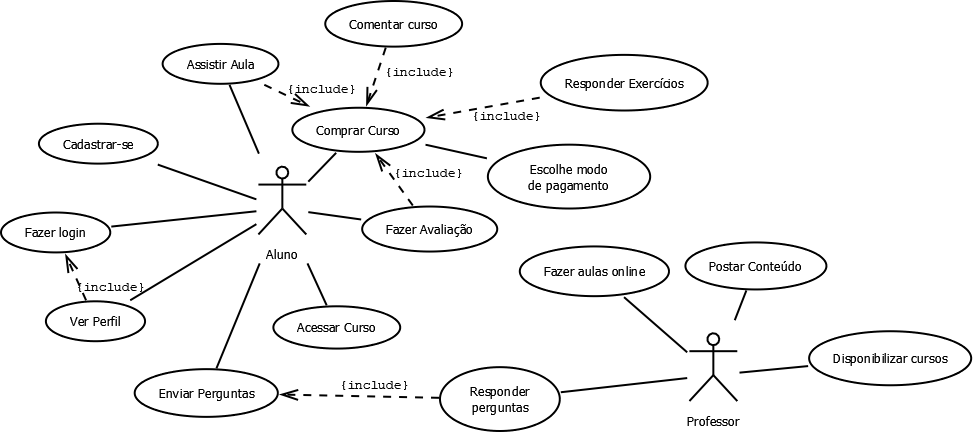 Comentar curso
Assistir Aula
{include}
{include}
Responder Exercícios
{include}
Comprar Curso
Cadastrar-se
Escolhe modo
de pagamento
{include}
Fazer login
Fazer Avaliação
Aluno
Fazer aulas online
Postar Conteúdo
{include}
Ver Perfil
Acessar Curso
Disponibilizar cursos
{include}
Enviar Perguntas
Responder
perguntas
Professor